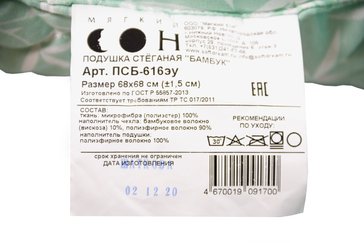 МЯГКИЙ
СОН
ПОДУШКА СТЁГАНАЯ "БАМБУК"
Арт. ПСБ-616эу
Размер 68х68 см (±1,5 см)
Изготовлено по ГОСТ Р 55857-2013
Соответствует требованиям ТР ТС 017/2011
EAC
СОСТАВ:
ткань: микрофибра (полиэстер) 100%
наполнитель чехла: бамбуковое волокно
(вискоза) 10%, полиэфирное волокно 90%
наполнитель подушки:
полиэфирное волокно 100%
РЕКОМЕНДАЦИИ
ПО УХОДУ
30
срок хранения не ограничен
ДАТА ИЗГОТОВЛЕНИЯ
02 12 20
4 670019 091700